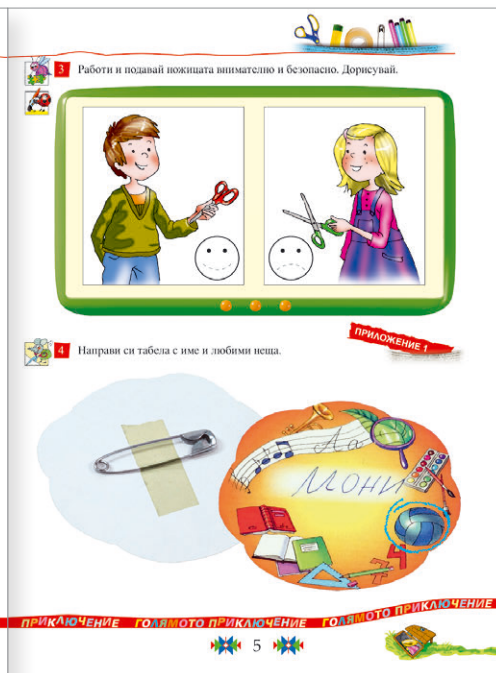 3 Работи и подавай ножицата внимателно и безопасно. Дорисувай.
ПРИЛОЖЕНИЕ 1
4 Направи си табела с име и любими неща.
Ла
Мони
ПРИКЛЮЧЕНИЕ ГОЛЯМОТО ПРИКЛЮЧЕНИЕ ГОЛЯМОТО ПРИКЛЮЧЕНИЕ
5